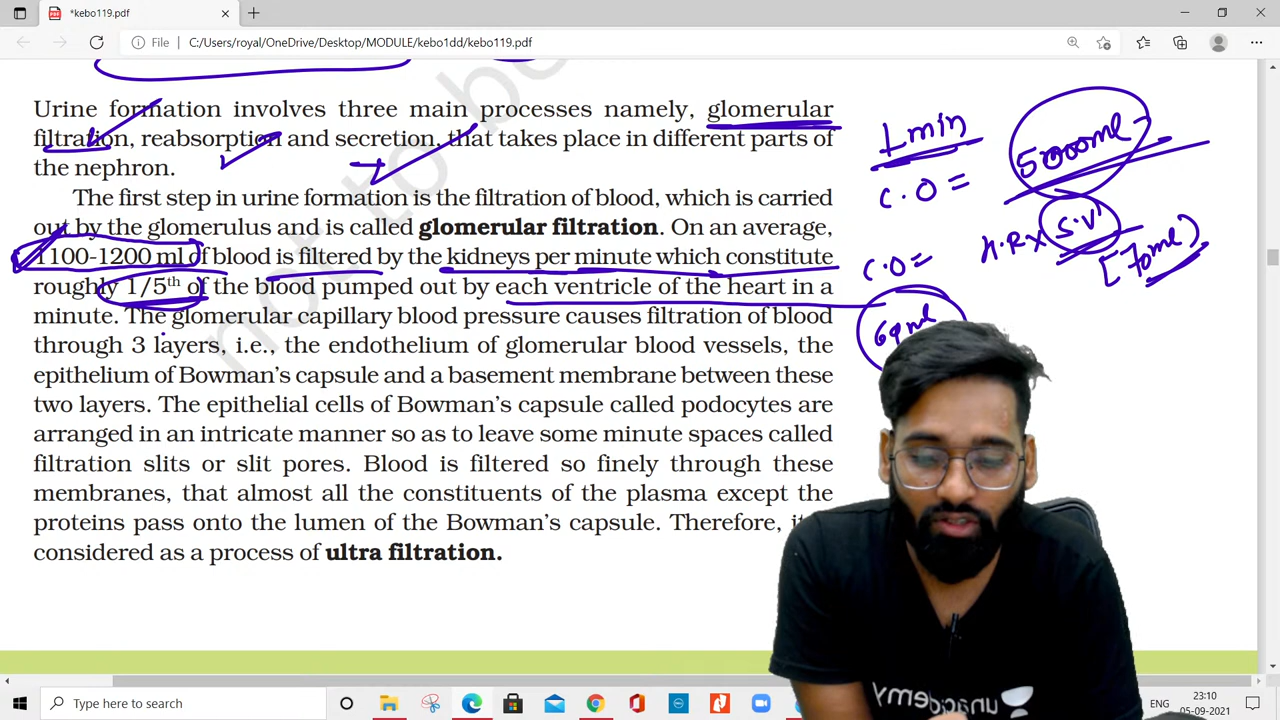 *kebo119.pdf
File
C:/Users/royal/OneDrive/Desktop/MODULE/kebo1dd/kebo119.pdf
Urine formation involves three main processes namely, glomerular
filtration, reabsorption and secretion, that takes place in different parts of
the nephron.
The first step in urine formation is the filtration of blood, which is carried
out by the glomerulus and is called glomerular filtration. On an average,
1100-1200 ml of blood is filtered by the kidneys per minute which constitute
roughly 1/5th of the blood pumped out by each ventricle of the heart in a
minute. The glomerular capillary blood pressure causes filtration of blood
through 3 layers, i.e., the endothelium of glomerular blood vessels, the
epithelium of Bowman's capsule and a basement membrane between these
two layers. The epithelial cells of Bowman's capsule called podocytes are
arranged in an intricate manner so as to leave some minute spaces called
filtration slits or slit pores. Blood is filtered so finely through these
membranes, that almost all the constituents of the plasma except the
proteins pass onto the lumen of the Bowman's capsule. Therefore,
considered as a process of ultra filtration.
1 min
C.O = 5000ml
C.O = H.R x S.V
[70ml]
not to be
unacademy
Type here to search
ENG
23:10
05-09-2021